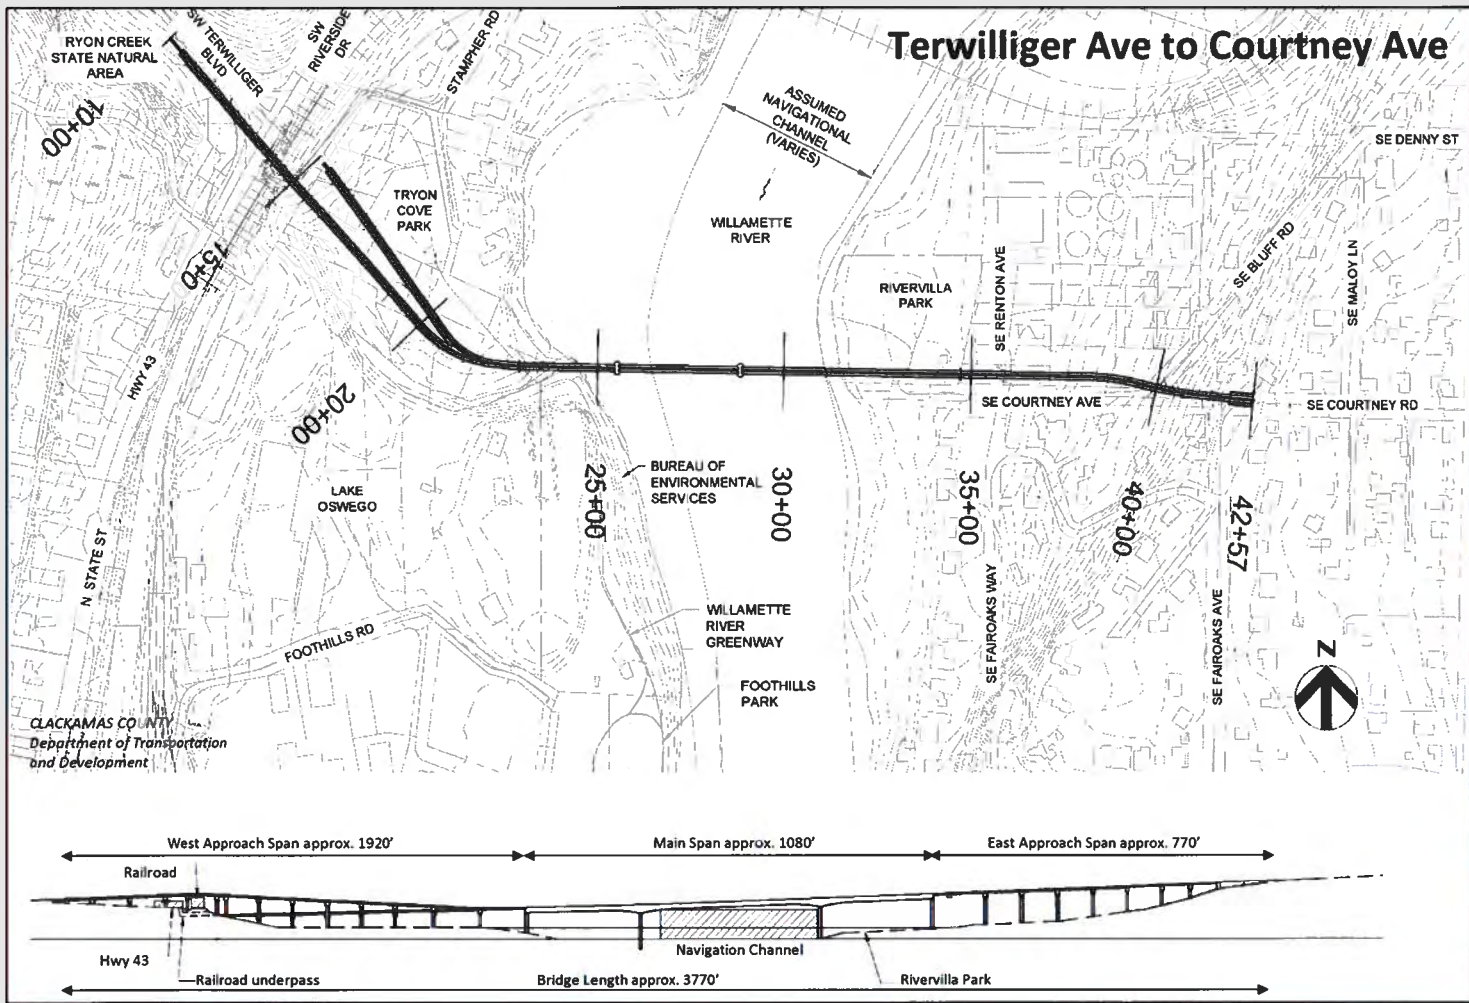 Terwilliger Ave to Courtney Ave
RYON CREEK
STATE NATURAL
AREA
SW TERWILLIGER
BLVD
SW
RIVERSIDE
DR
STAMPHER RD
ASSUMED
NAVIGATIONAL
CHANNEL
(VARIES)
SE DENNY ST
10+00
TRYON
COVE
PARK
WILLAMETTE
RIVER
15+0
RIVERVILLA
PARK
SE RENTON AVE
SE BLUFF RD
SE MALOY LN
HWY 43
20+00
SE COURTNEY AVE
SE COURTNEY RD
LAKE
OSWEGO
25+00
BUREAU OF
ENVIRONMENTAL
SERVICES
30+00
35+00
40+00
42+57
N STATE ST
FOOTHILLS RD
WILLAMETTE
RIVER
GREENWAY
SE FAIROAKS WAY
SE FAIROAKS AVE
FOOTHILLS
PARK
N
CLACKAMAS COUNTY
Department of Transportation
and Development
West Approach Span approx. 1920'
Main Span approx. 1080'
East Approach Span approx. 770'
Railroad
Navigation Channel
Hwy 43
Railroad underpass
Bridge Length approx. 3770'
Rivervilla Park